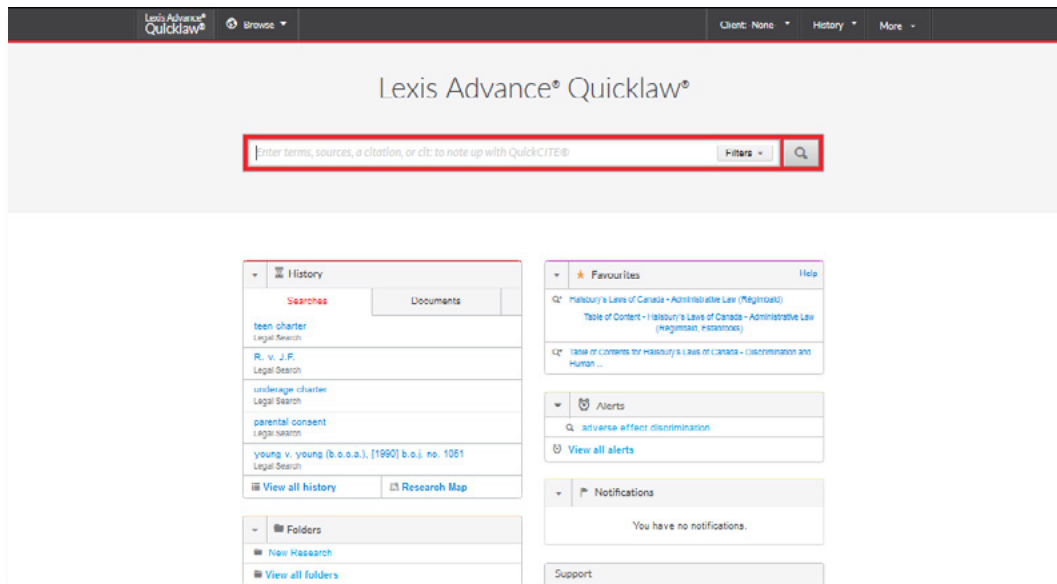 Lexis Advance®
Quicklaw®
Browse
Client: None
History
More
Lexis Advance® Quicklaw®
Enter terms, sources, a citation, or cit: to note up with QuickCITE®
Filters
History
Searches
Documents
teen charter
Legal Search
R. v. J.F.
Legal Search
underage charter
Legal Search
parental consent
Legal Search
young v. young (b.c.c.a.), [1990] b.c.j. no. 1051
Legal Search
View all history
Research Map
Folders
New Research
View all folders
Favourites
Help
Halsbury's Laws of Canada - Administrative Law (Régimbald)
Table of Content - Halsbury's Laws of Canada - Administrative Law
(Régimbald, Estabrooks)
Table of Contents for Halsbury's Laws of Canada - Discrimination and
Human ...
Alerts
adverse effect discrimination
View all alerts
Notifications
You have no notifications.
Support